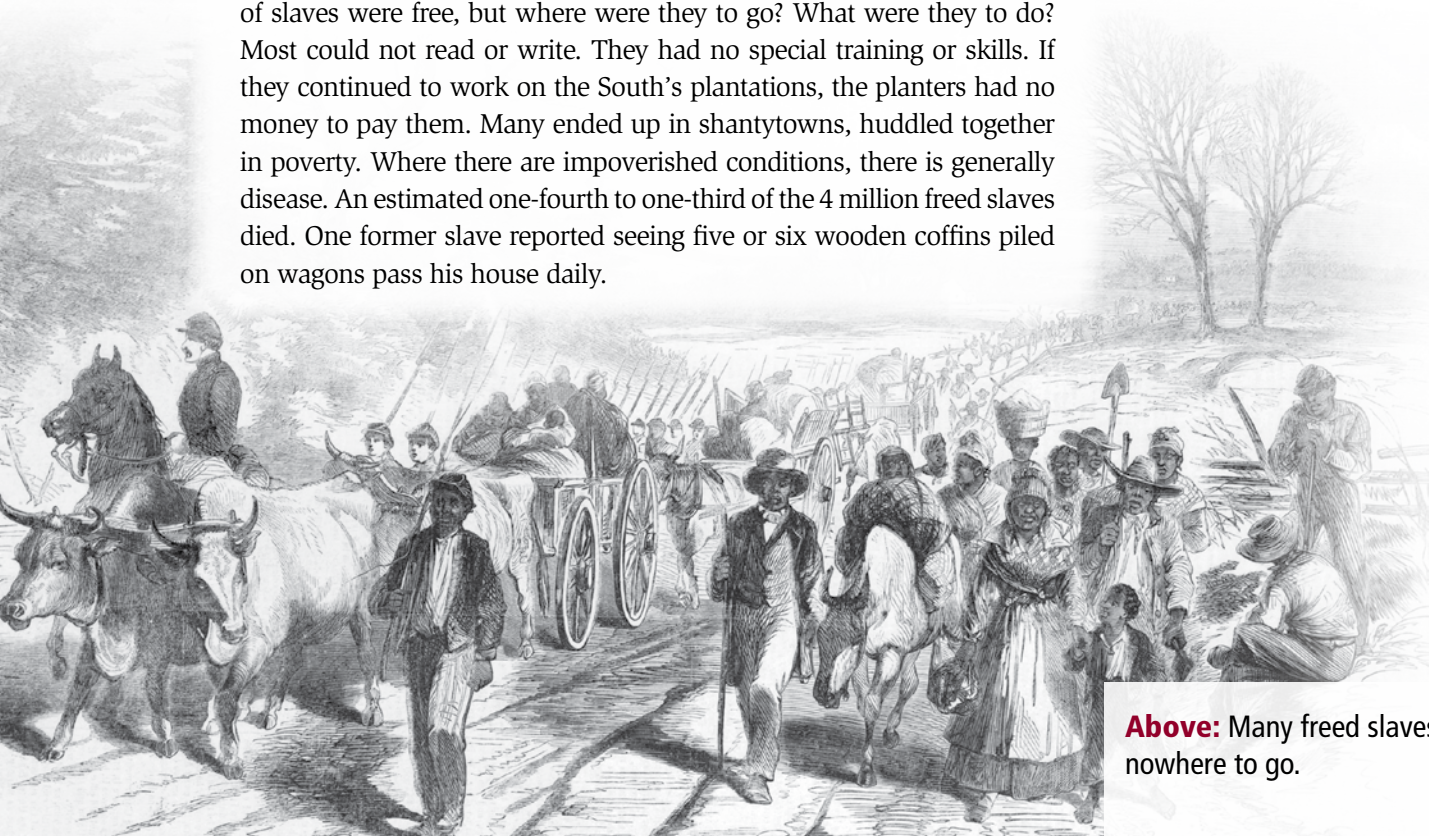 of slaves were free, but where were they to go? What were they to do?
Most could not read or write. They had no special training or skills. If
they continued to work on the South’s plantations, the planters had no
money to pay them. Many ended up in shantytowns, huddled together
in poverty. Where there are impoverished conditions, there is generally
disease. An estimated one-fourth to one-third of the 4 million freed slaves
died. One former slave reported seeing five or six wooden coffins piled
on wagons pass his house daily.
Above: Many freed slaves
nowhere to go.